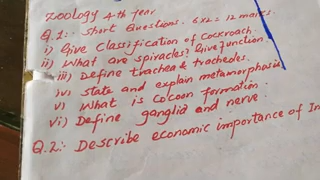 Zoology 4th year
Q.1:- Short Questions. 6x2=12 marks.
i) Give Classification of Cockroach.
ii) What are spiracles? Give function.
iii) Define trachea & tracheoles.
iv) State and explain metamorphosis
v) What is Cocoon formation.
vi) Define ganglia and nerve.
Q.2:- Describe economic importance of In